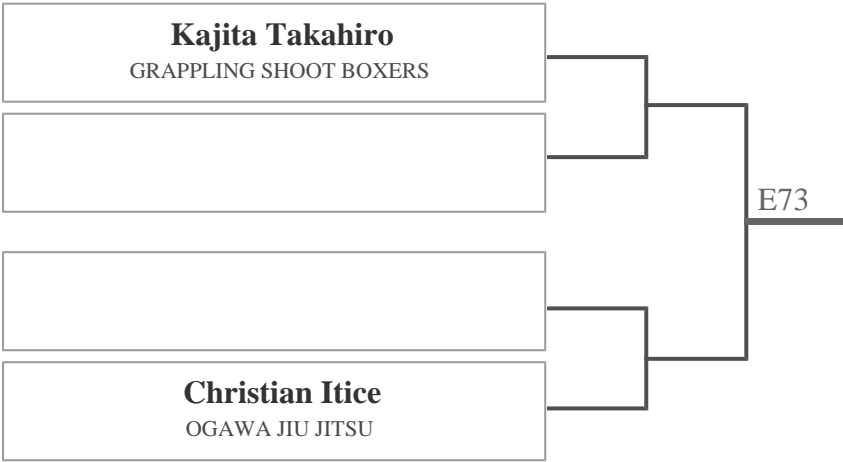 Kajita Takahiro
GRAPPLING SHOOT BOXERS
E73
Christian Itice
OGAWA JIU JITSU